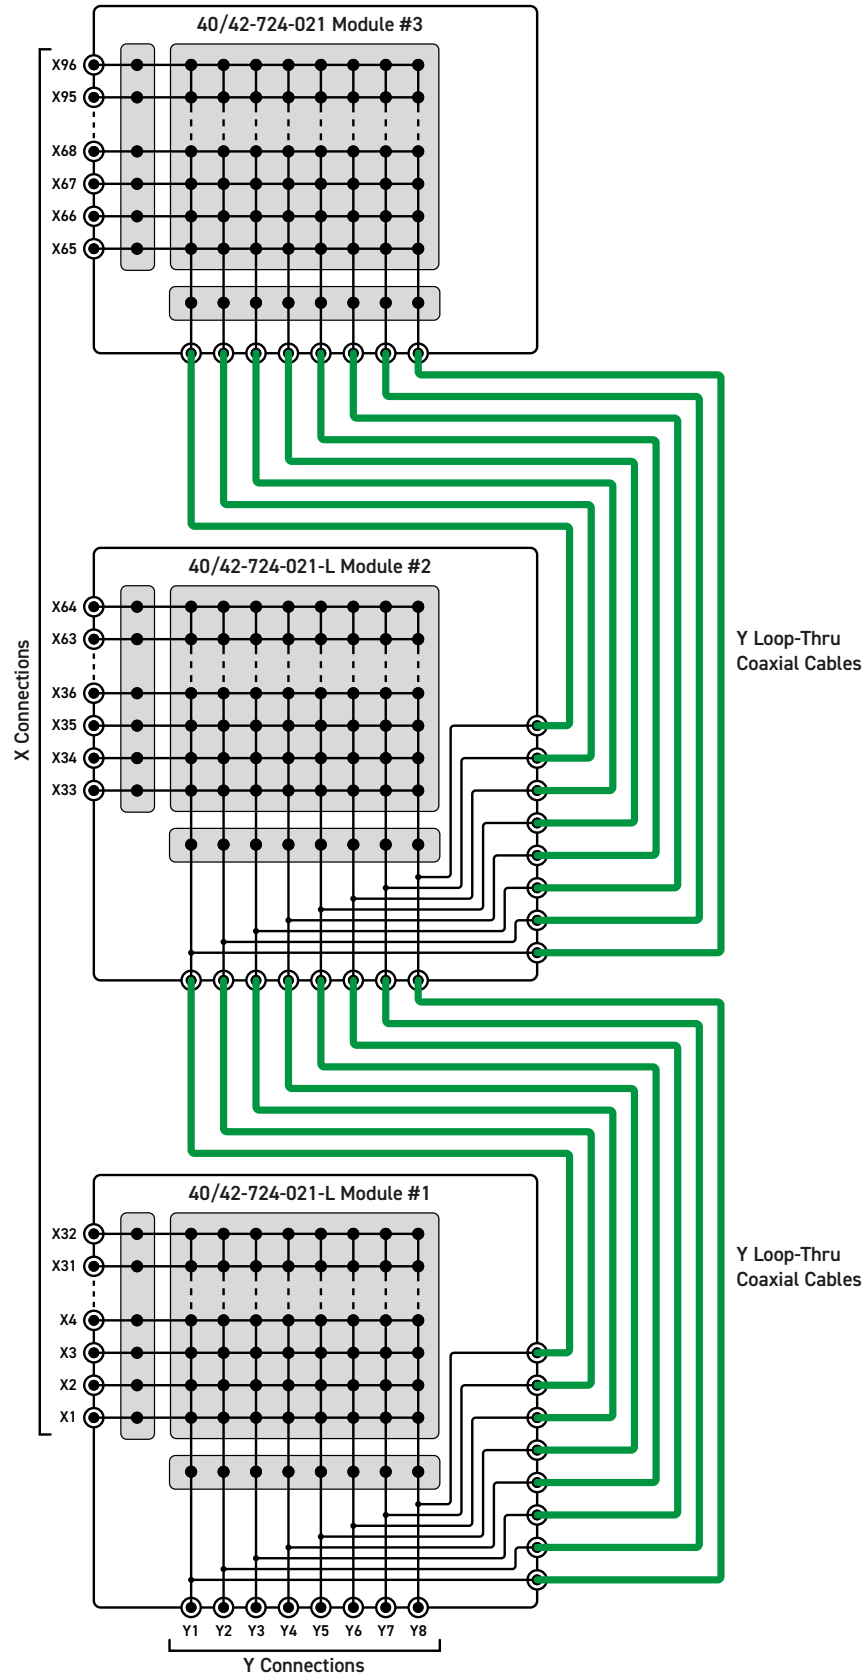 40/42-724-021 Module #3
X96
X95
X68
X67
X66
X65
40/42-724-021-L Module #2
X64
X63
X36
X35
X34
X33
Y Loop-Thru
Coaxial Cables
X Connections
40/42-724-021-L Module #1
X32
X31
X4
X3
X2
X1
Y Loop-Thru
Coaxial Cables
Y1 Y2 Y3 Y4 Y5 Y6 Y7 Y8
Y Connections